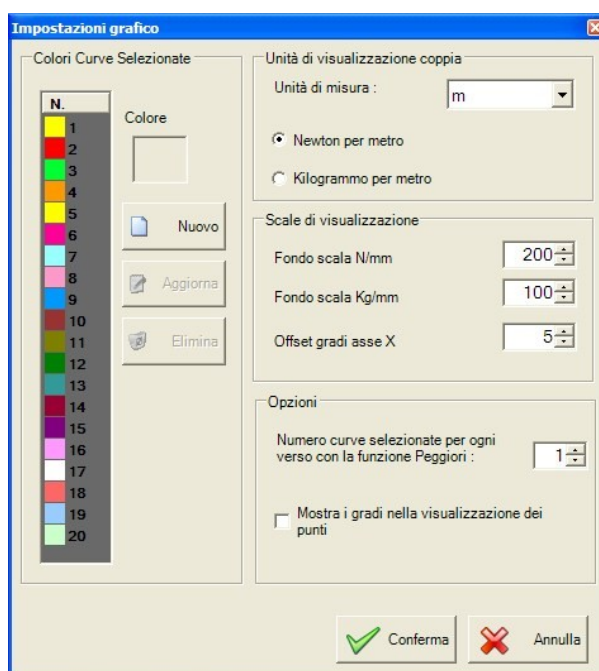 Impostazioni grafico
Colori Curve Selezionate
N.
1
2
3
4
5
6
7
8
9
10
11
12
13
14
15
16
17
18
19
20
Colore
Nuovo
Aggiorna
Elimina
Unità di visualizzazione coppia
Unità di misura :
m
Newton per metro
Kilogrammo per metro
Scale di visualizzazione
Fondo scala N/mm
200
Fondo scala Kg/mm
100
Offset gradi asse X
5
Opzioni
Numero curve selezionate per ogni
verso con la funzione Peggiori :
1
Mostra i gradi nella visualizzazione dei
punti
Conferma
Annulla